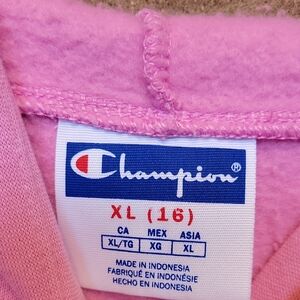 Champion®
XL (16)
CA MEX ASIA
XL/TG XG XL
MADE IN INDONESIA
FABRIQUÉ EN INDONÉSIE
HECHO EN INDONESIA